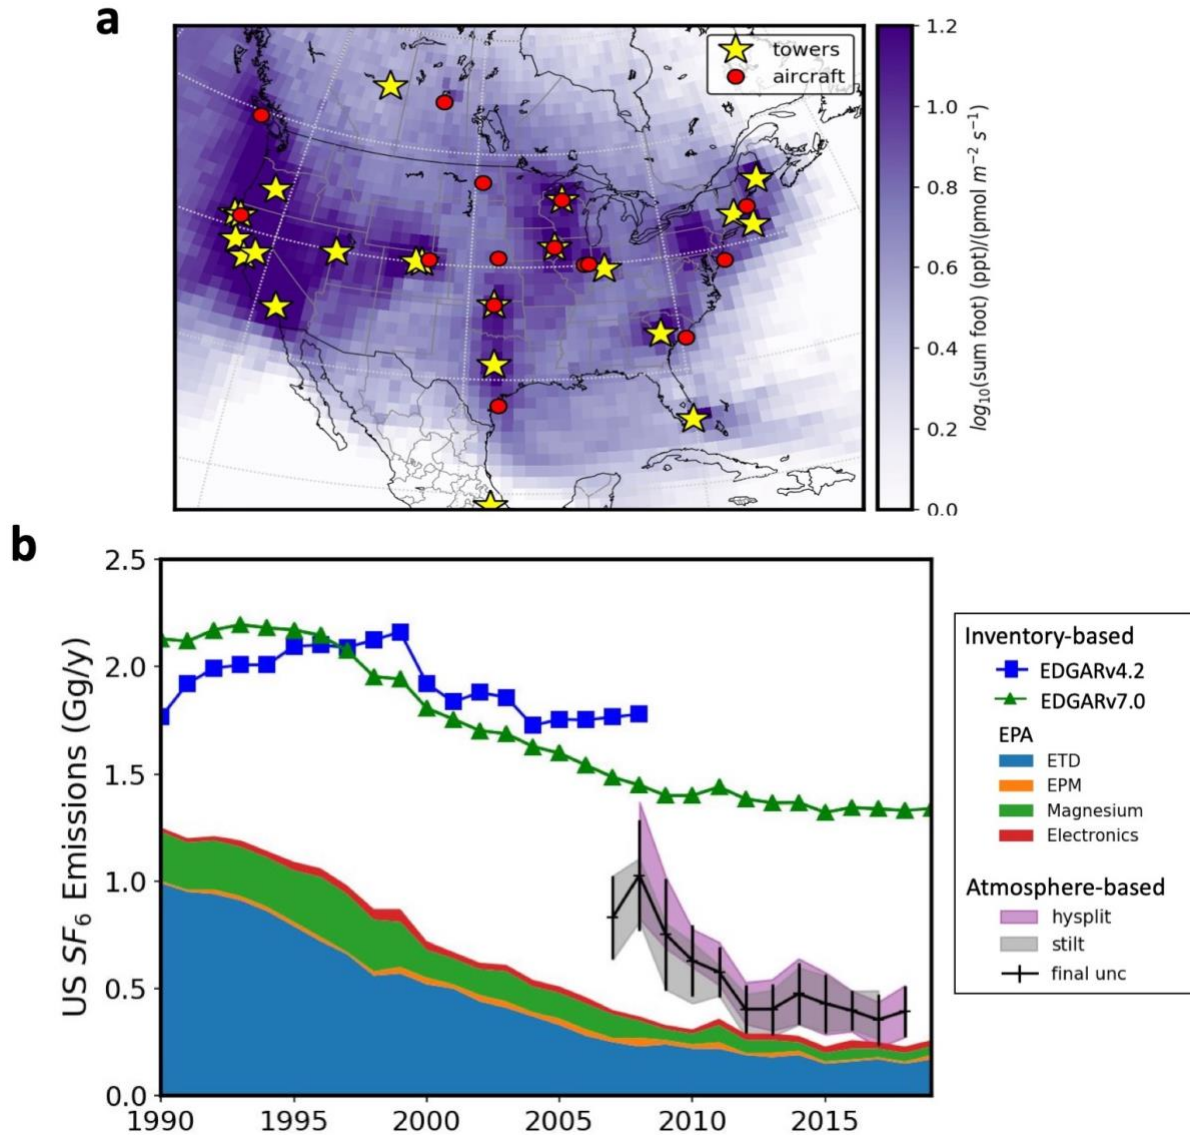 a
towers
aircraft
1.2
1.0
0.8
0.6
0.4
0.2
0.0
log₁₀(sum foot) (ppt)/(pmol m⁻² s⁻¹)
b
2.5
2.0
1.5
1.0
0.5
0.0
US SF₆ Emissions (Gg/y)
1990 1995 2000 2005 2010 2015
Inventory-based
EDGARv4.2
EDGARv7.0
EPA
ETD
EPM
Magnesium
Electronics
Atmosphere-based
hysplit
stilt
final unc